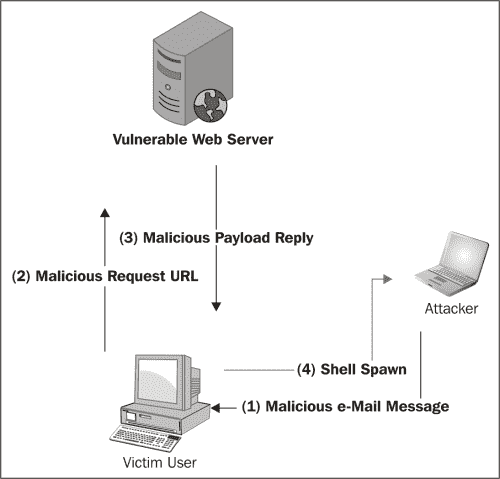 Vulnerable Web Server
(3) Malicious Payload Reply
(2) Malicious Request URL
Attacker
(4) Shell Spawn
(1) Malicious e-Mail Message
Victim User